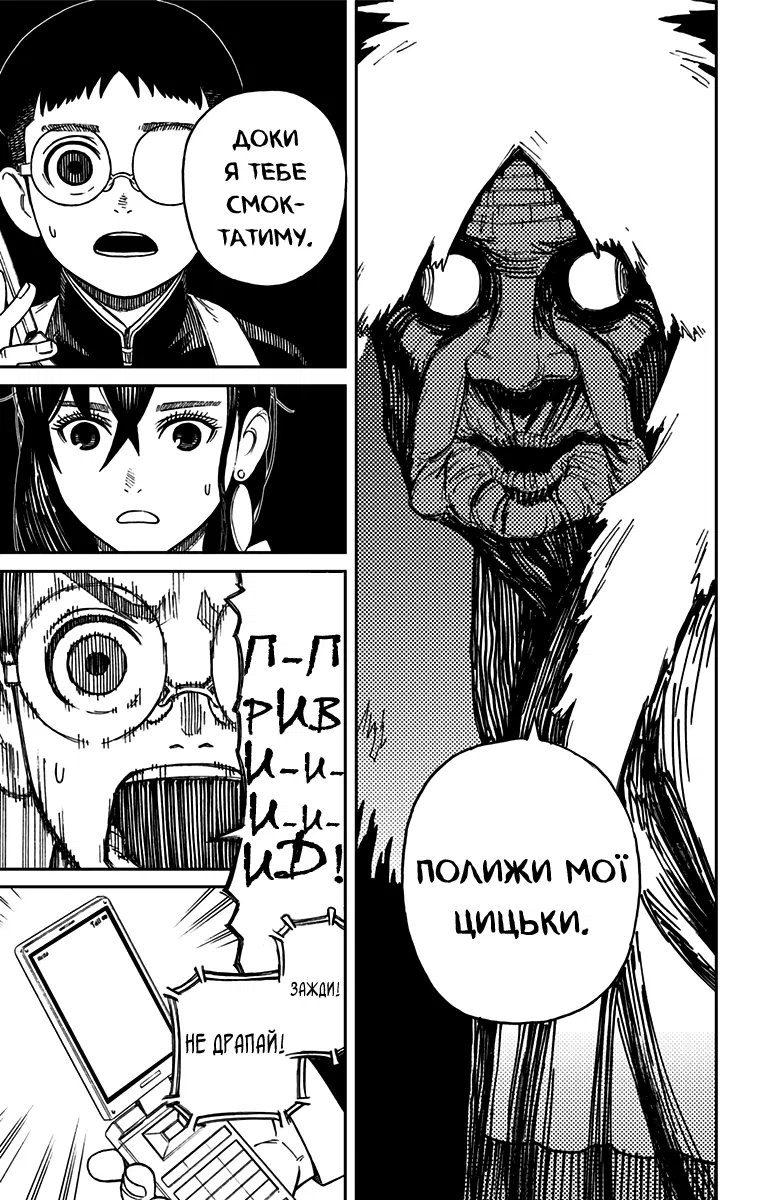 ПОЛИЖИ МОЇ
ЦИЦЬКИ.
ДОКИ
Я ТЕБЕ
СМОК-
ТАТИМУ.
П-П
РИВ
И-И-
И-И-
ИД!
ЗАЖДИ!
НЕ ДРАПАЙ!